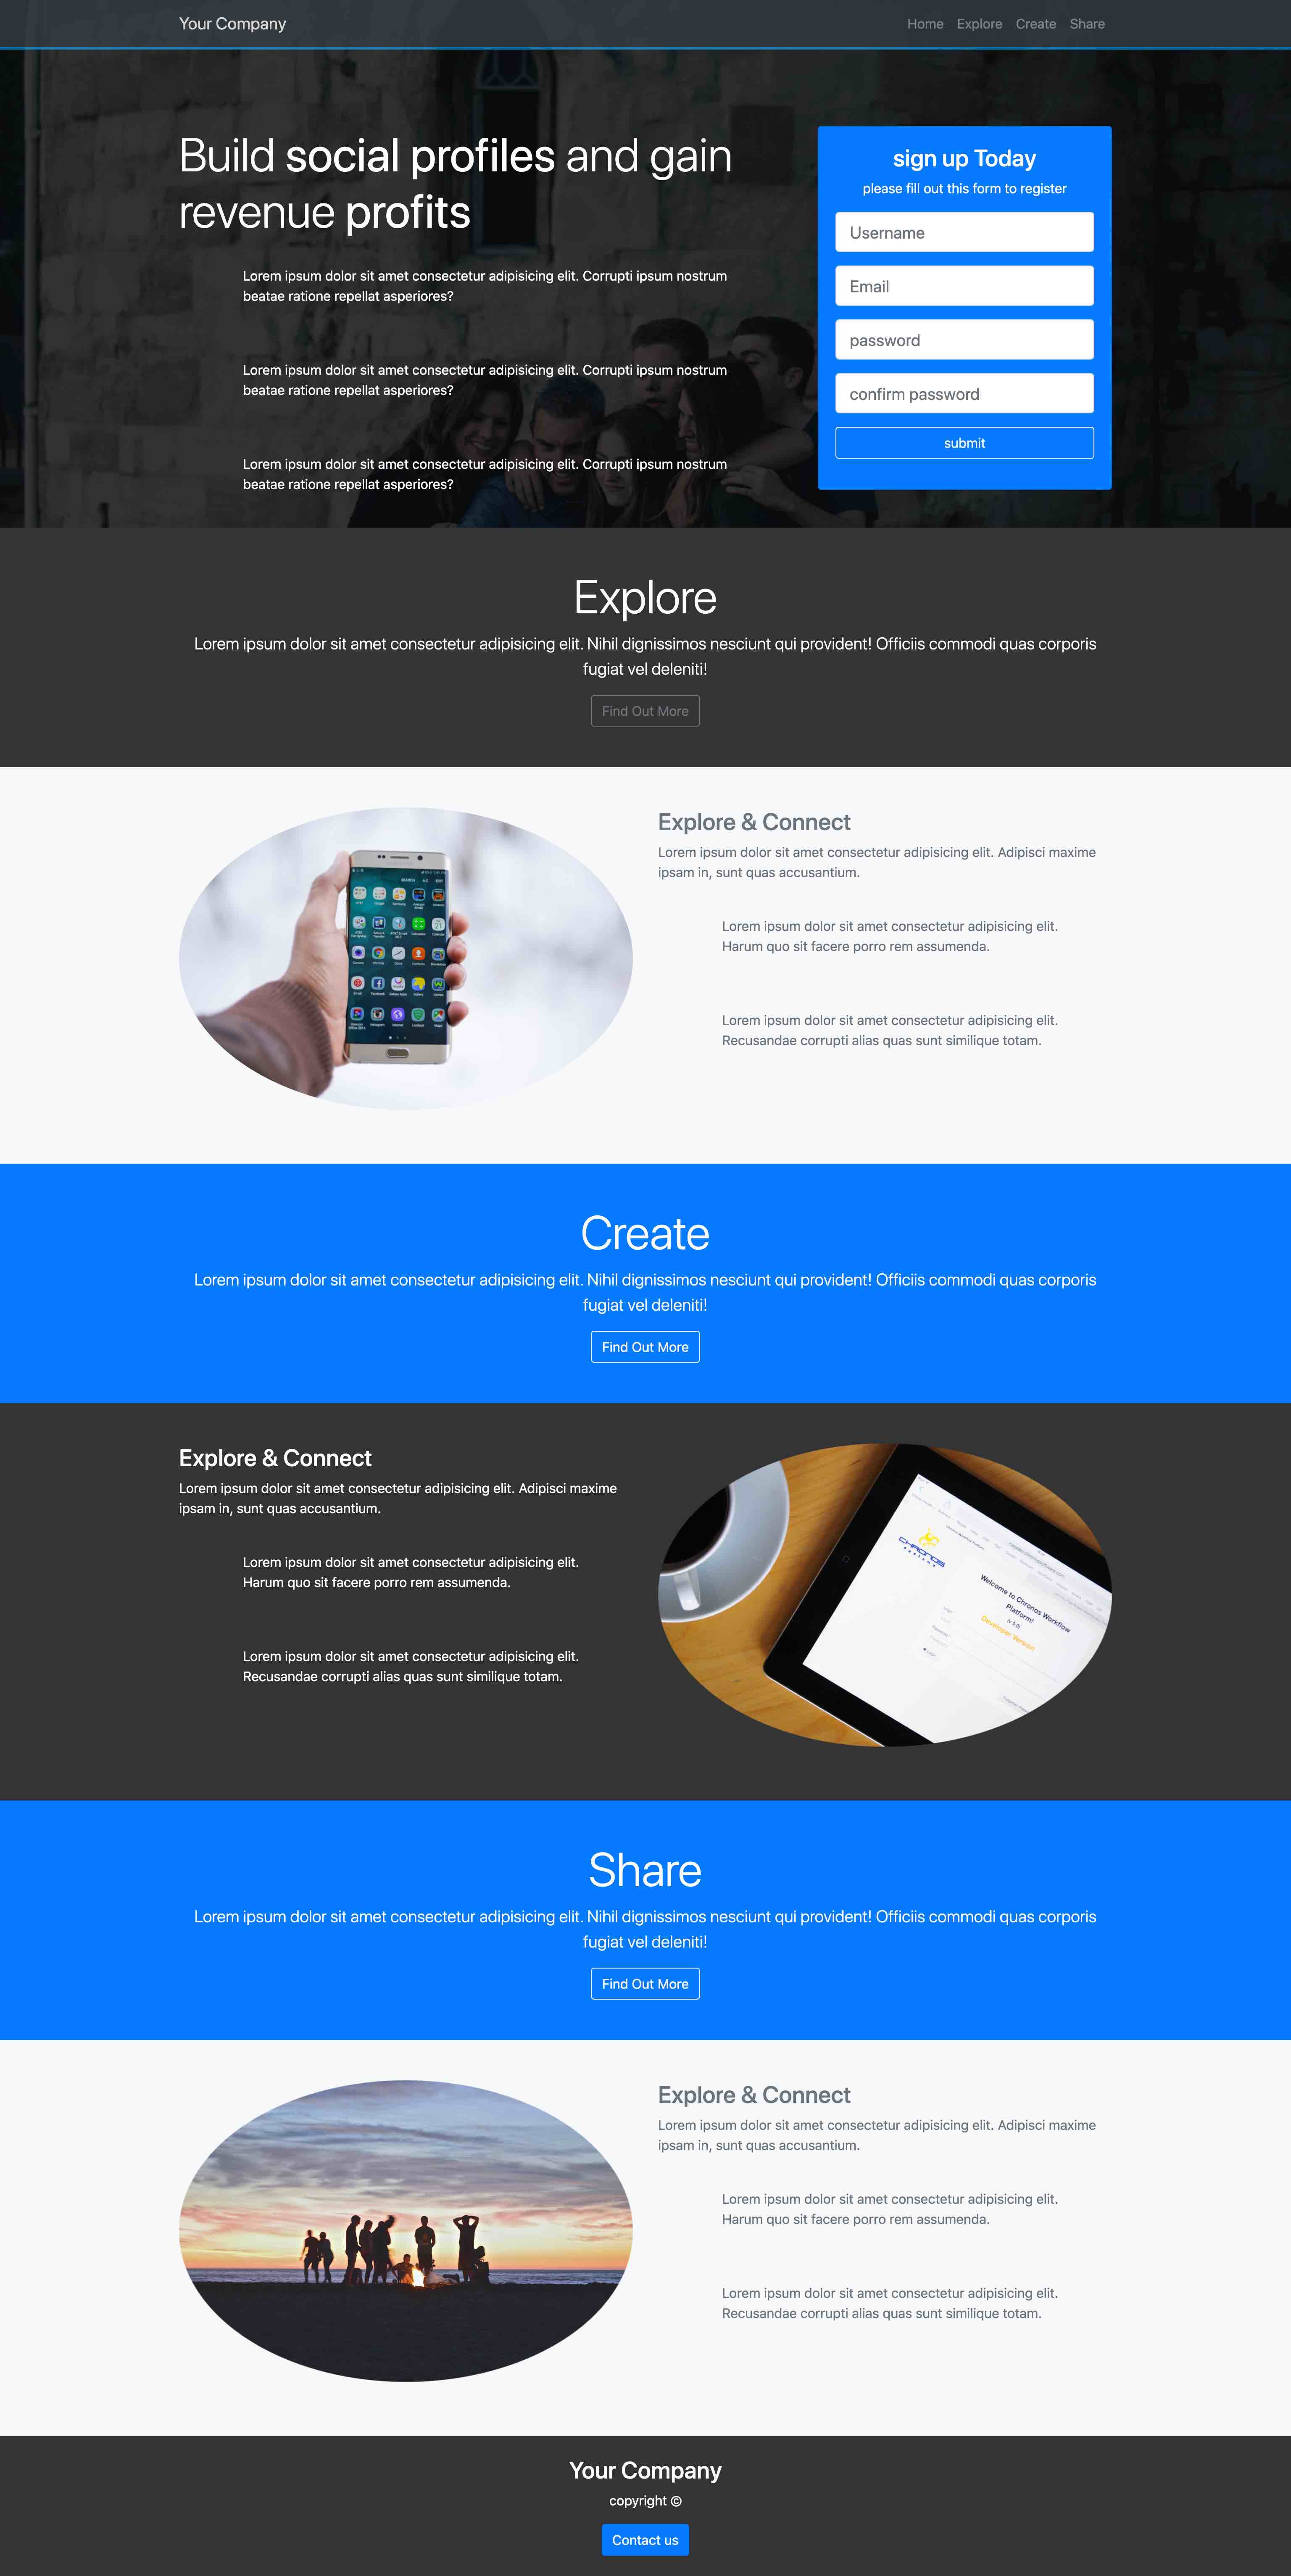 Your Company
Home Explore Create Share
Build social profiles and gain
revenue profits
Lorem ipsum dolor sit amet consectetur adipisicing elit. Corrupti ipsum nostrum
beatae ratione repellat asperiores?
Lorem ipsum dolor sit amet consectetur adipisicing elit. Corrupti ipsum nostrum
beatae ratione repellat asperiores?
Lorem ipsum dolor sit amet consectetur adipisicing elit. Corrupti ipsum nostrum
beatae ratione repellat asperiores?
sign up Today
please fill out this form to register
Username
Email
password
confirm password
submit
Explore
Lorem ipsum dolor sit amet consectetur adipisicing elit. Nihil dignissimos nesciunt qui provident! Officiis commodi quas corporis
fugiat vel deleniti!
Find Out More
Explore & Connect
Lorem ipsum dolor sit amet consectetur adipisicing elit. Adipisci maxime
ipsam in, sunt quas accusantium.
Lorem ipsum dolor sit amet consectetur adipisicing elit.
Harum quo sit facere porro rem assumenda.
Lorem ipsum dolor sit amet consectetur adipisicing elit.
Recusandae corrupti alias quas sunt similique totam.
Create
Lorem ipsum dolor sit amet consectetur adipisicing elit. Nihil dignissimos nesciunt qui provident! Officiis commodi quas corporis
fugiat vel deleniti!
Find Out More
Explore & Connect
Lorem ipsum dolor sit amet consectetur adipisicing elit. Adipisci maxime
ipsam in, sunt quas accusantium.
Lorem ipsum dolor sit amet consectetur adipisicing elit.
Harum quo sit facere porro rem assumenda.
Lorem ipsum dolor sit amet consectetur adipisicing elit.
Recusandae corrupti alias quas sunt similique totam.
CHRONOS
Welcome to Chronos Workflow
Platform!
Developer Version
Share
Lorem ipsum dolor sit amet consectetur adipisicing elit. Nihil dignissimos nesciunt qui provident! Officiis commodi quas corporis
fugiat vel deleniti!
Find Out More
Explore & Connect
Lorem ipsum dolor sit amet consectetur adipisicing elit. Adipisci maxime
ipsam in, sunt quas accusantium.
Lorem ipsum dolor sit amet consectetur adipisicing elit.
Harum quo sit facere porro rem assumenda.
Lorem ipsum dolor sit amet consectetur adipisicing elit.
Recusandae corrupti alias quas sunt similique totam.
Your Company
copyright ©
Contact us